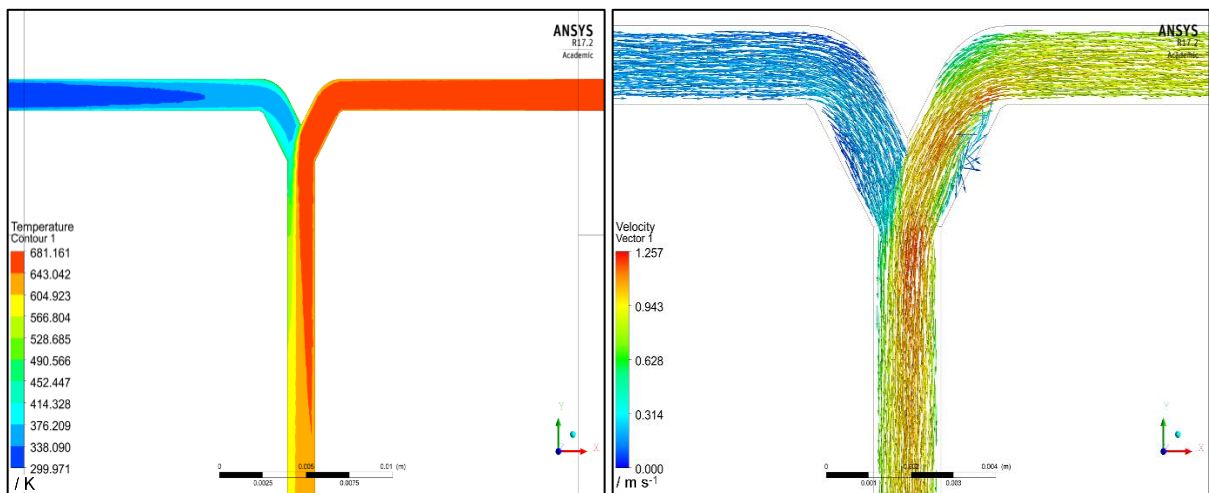 ANSYS
R17.2
Academic
Temperature
Contour 1
681.161
643.042
604.923
566.804
528.685
490.566
452.447
414.328
376.209
338.090
299.971
/ K
0
0.005
0.01 (m)
0.0025
0.0075
Y
X
ANSYS
R17.2
Academic
Velocity
Vector 1
1.257
0.943
0.628
0.314
0.000
/ m s⁻¹
0
0.002
0.004 (m)
0.001
0.003
Y
X